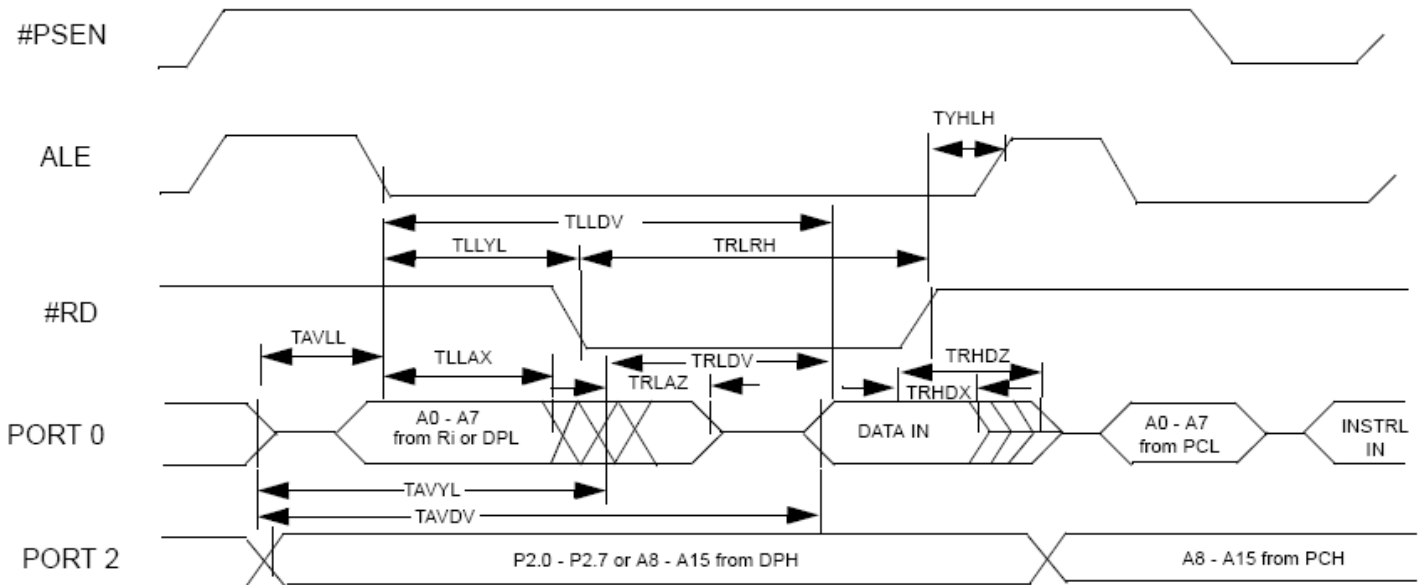 #PSEN
TYHLH
ALE
TLLDV
TLLYL
TRLRH
#RD
TAVLL
TLLAX
TRLDV
TRHDZ
TRLAZ
TRHDX
PORT 0
A0 - A7
from Ri or DPL
DATA IN
A0 - A7
from PCL
INSTRL
IN
TAVYL
TAVDV
PORT 2
P2.0 - P2.7 or A8 - A15 from DPH
A8 - A15 from PCH